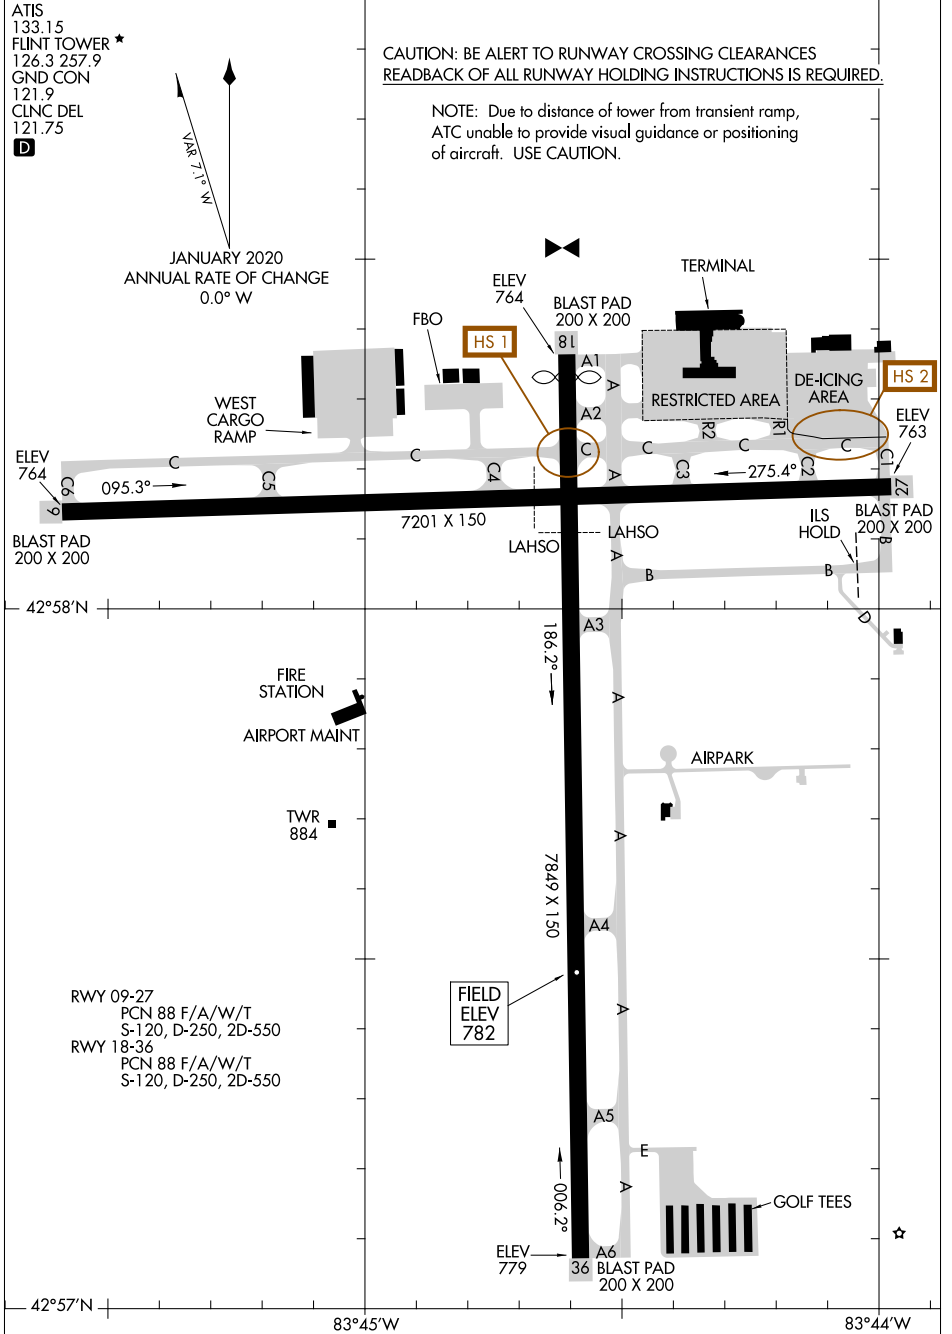 ATIS
133.15
FLINT TOWER
126.3 257.9
GND CON
121.9
CLNC DEL
121.75
D
CAUTION: BE ALERT TO RUNWAY CROSSING CLEARANCES
READBACK OF ALL RUNWAY HOLDING INSTRUCTIONS IS REQUIRED.
NOTE: Due to distance of tower from transient ramp,
ATC unable to provide visual guidance or positioning
of aircraft. USE CAUTION.
VAR 7.1° W
JANUARY 2020
ANNUAL RATE OF CHANGE
0.0° W
ELEV
764
BLAST PAD
200 X 200
TERMINAL
FBO
HS 1
18
A1
A
HS 2
RESTRICTED AREA
DE-ICING
AREA
WEST
CARGO
RAMP
A2
R2
R1
ELEV
763
ELEV
764
C
C
C
C
C
C
C6
C5
C4
A
C3
C2
C1
095.3°
275.4°
9
27
7201 X 150
BLAST PAD
200 X 200
BLAST PAD
200 X 200
ILS
HOLD
LAHSO
LAHSO
A
B
B
B
D
42°58'N
A3
186.2°
FIRE
STATION
AIRPORT MAINT
A
AIRPARK
TWR
884
A
7849 X 150
A4
FIELD
ELEV
782
A
RWY 09-27
PCN 88 F/A/W/T
S-120, D-250, 2D-550
RWY 18-36
PCN 88 F/A/W/T
S-120, D-250, 2D-550
A5
E
A
006.2°
GOLF TEES
ELEV
779
A6
36
BLAST PAD
200 X 200
42°57'N
83°45'W
83°44'W